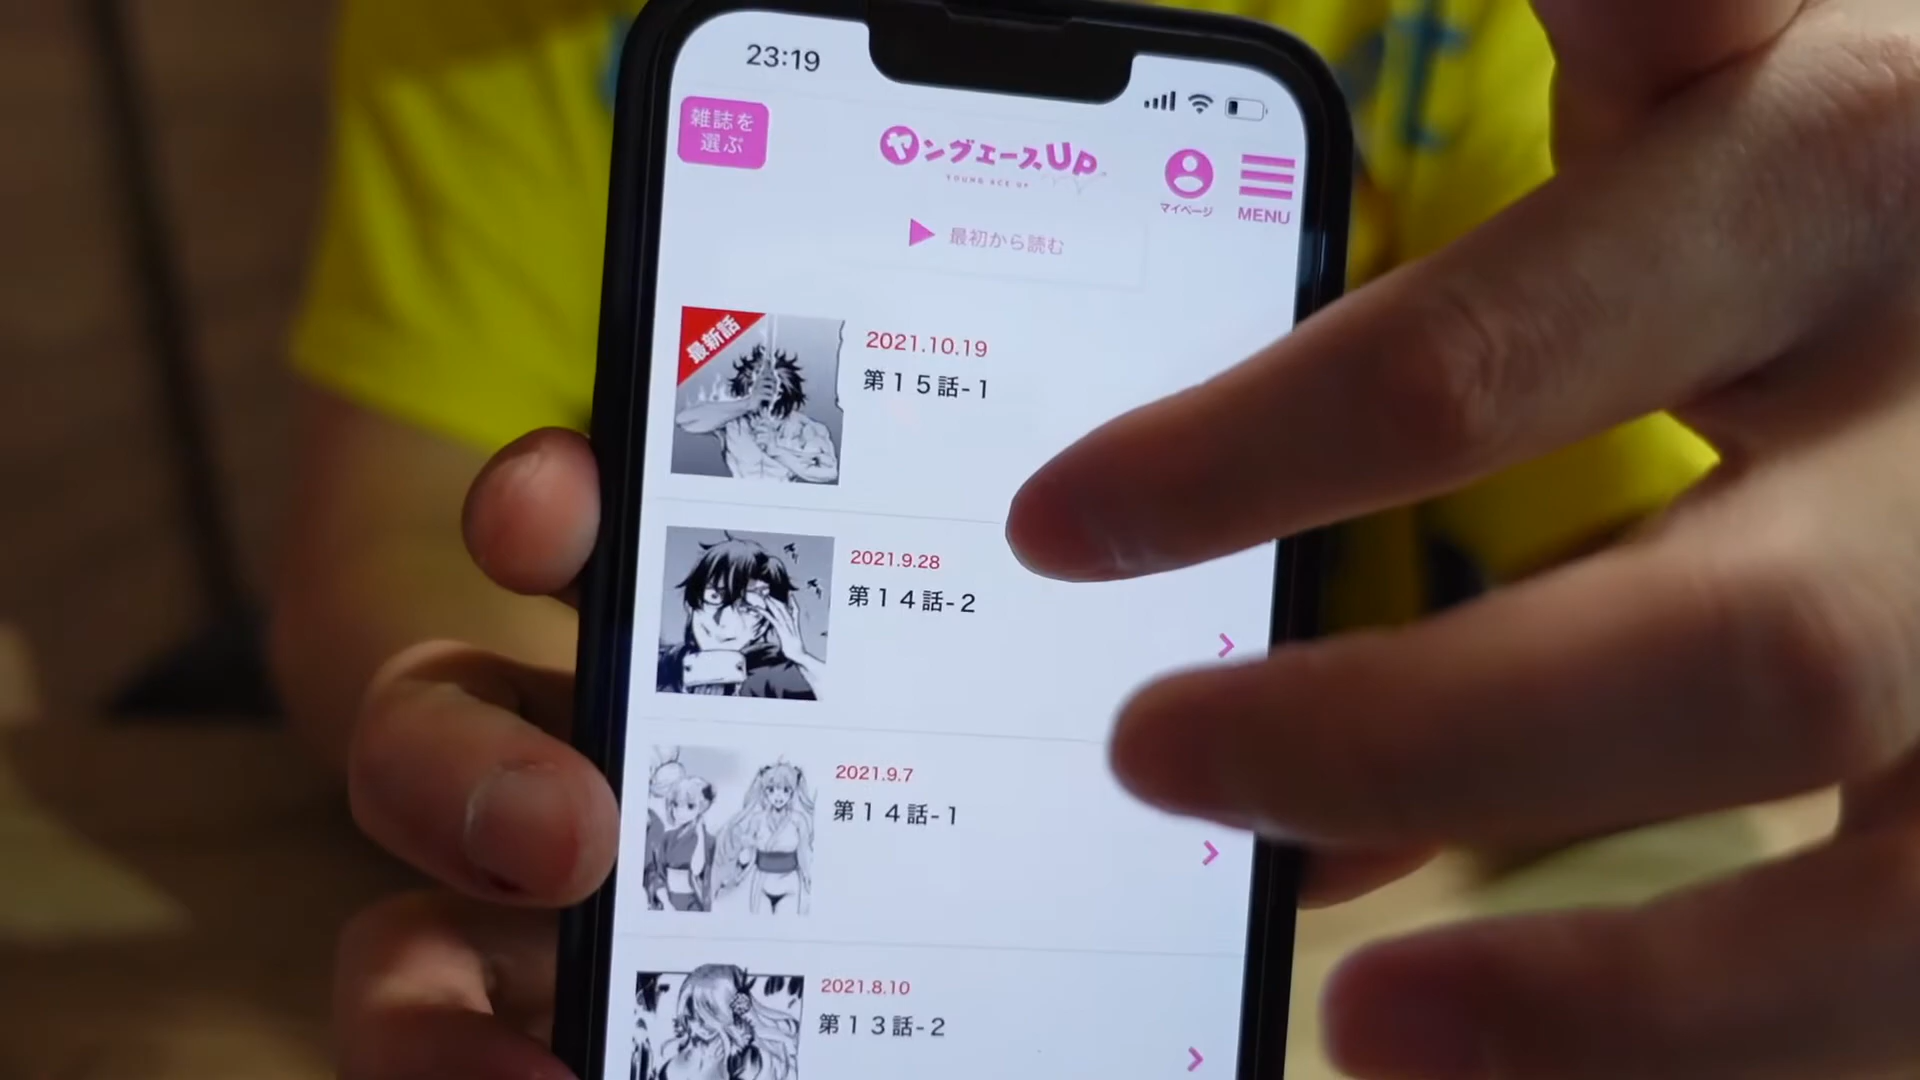 23:19
雑誌を
選ぶ
ヤングエースUP
YOUNG ACE UP
マイページ
MENU
最初から読む
最新話
2021.10.19
第15話-1
2021.9.28
第14話-2
2021.9.7
第14話-1
2021.8.10
第13話-2